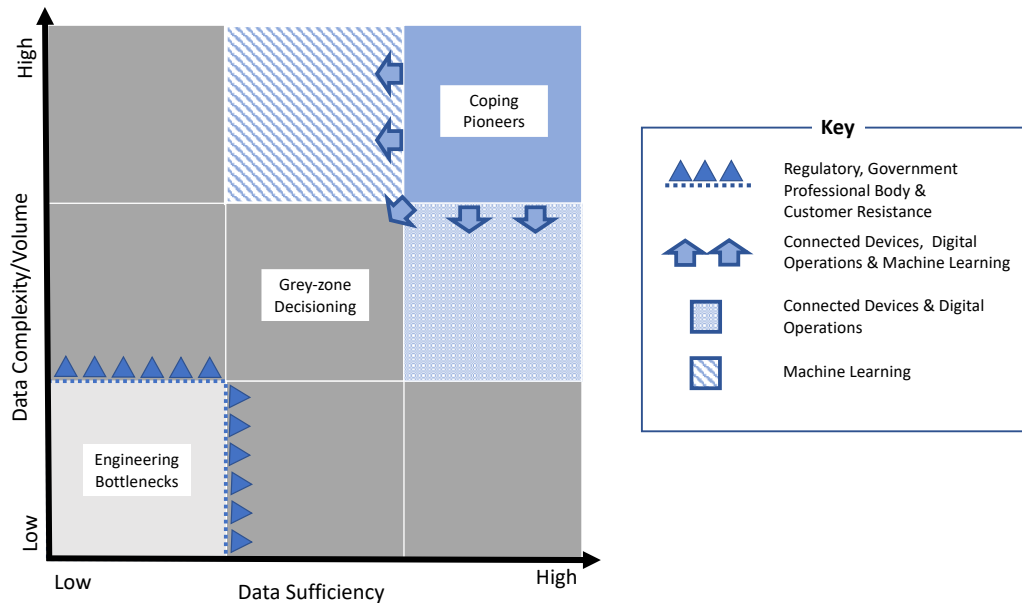 High
Data Complexity/Volume
Low
Coping
Pioneers
Grey-zone
Decisioning
Engineering
Bottlenecks
Low
Data Sufficiency
High
Key
Regulatory, Government
Professional Body &
Customer Resistance
Connected Devices, Digital
Operations & Machine Learning
Connected Devices & Digital
Operations
Machine Learning